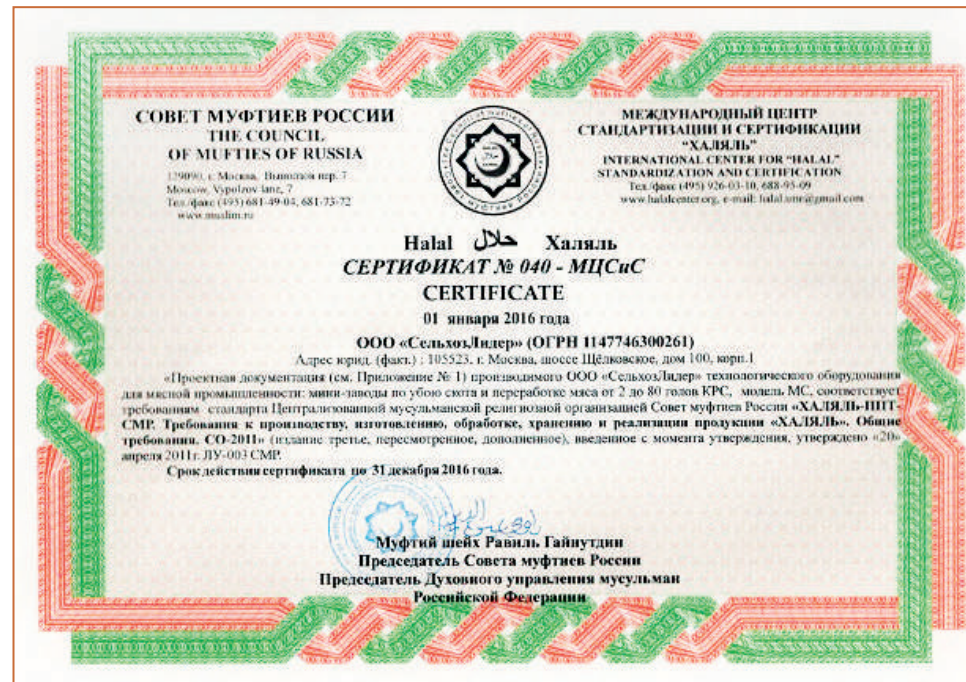 СОВЕТ МУФТИЕВ РОССИИ
THE COUNCIL
OF MUFTIES OF RUSSIA
129090, г. Москва, Выползов пер. 7
Moscow, Vypolzov lane, 7
Тел./факс (495) 681-49-04, 681-73-72
www.muslim.ru
МЕЖДУНАРОДНЫЙ ЦЕНТР
СТАНДАРТИЗАЦИИ И СЕРТИФИКАЦИИ
"ХАЛЯЛЬ"
INTERNATIONAL CENTER FOR "HALAL"
STANDARDIZATION AND CERTIFICATION
Тел./факс (495) 926-03-10, 688-95-09
www.halalcenter.org, e-mail: halal.smr@gmail.com
Halal حلال Халяль
СЕРТИФИКАТ № 040 - МЦСиС
CERTIFICATE
01 января 2016 года
ООО «СельхозЛидер» (ОГРН 1147746300261)
Адрес юрид. (факт.) : 105523, г. Москва, шоссе Щёлковское, дом 100, корп.1
«Проектная документация (см. Приложение № 1) производимого ООО «СельхозЛидер» технологического оборудования
для мясной промышленности: мини-заводы по убою скота и переработке мяса от 2 до 80 голов КРС, модель МС, соответствует
требованиям стандарта Централизованной мусульманской религиозной организацией Совет муфтиев России «ХАЛЯЛЬ-ППТ-
СМР. Требования к производству, изготовлению, обработке, хранению и реализации продукции «ХАЛЯЛЬ». Общие
требования. СО-2011» (издание третье, пересмотренное, дополненное), введенное с момента утверждения, утверждено «20»
апреля 2011г. ЛУ-003 СМР.
Срок действия сертификата по 31 декабря 2016 года.
Муфтий шейх Равиль Гайнутдин
Председатель Совета муфтиев России
Председатель Духовного управления мусульман
Российской Федерации